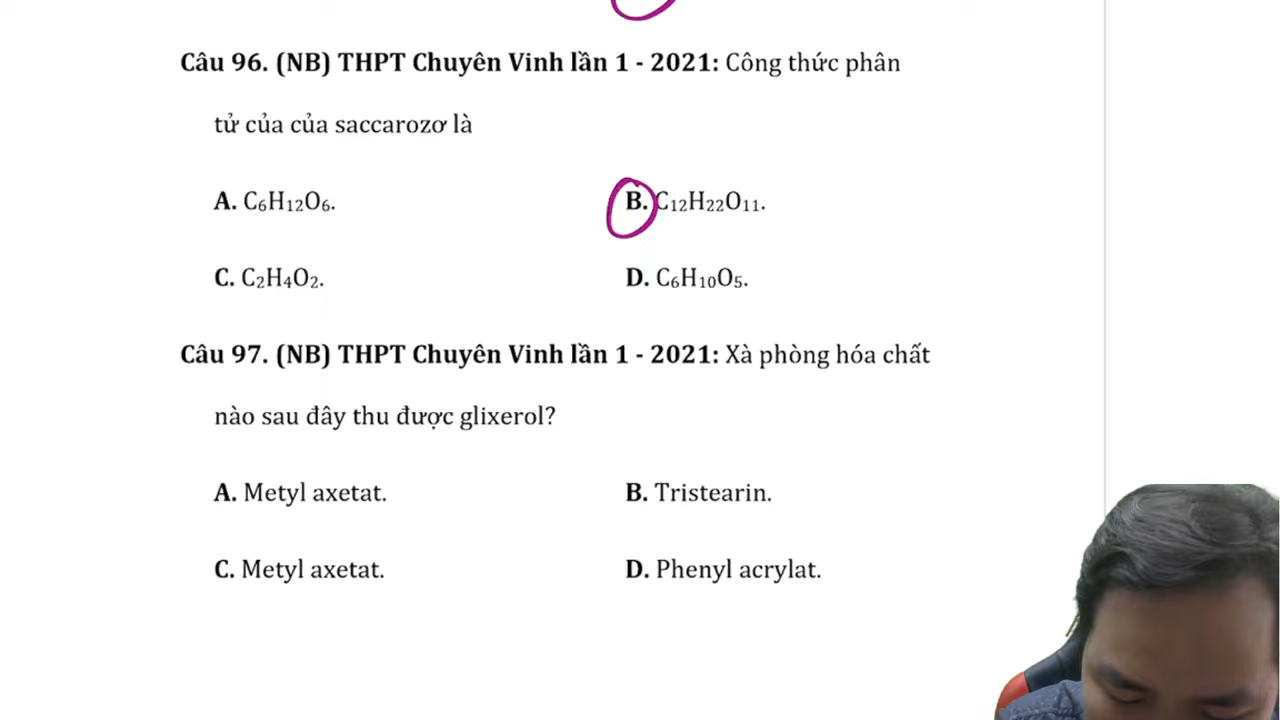 Câu 96. (NB) THPT Chuyên Vinh lần 1 - 2021: Công thức phân
tử của của saccarozơ là
A. C₆H₁₂O₆. B. C₁₂H₂₂O₁₁.
C. C₂H₄O₂. D. C₆H₁₀O₅.
Câu 97. (NB) THPT Chuyên Vinh lần 1 - 2021: Xà phòng hóa chất
nào sau đây thu được glixerol?
A. Metyl axetat. B. Tristearin.
C. Metyl axetat. D. Phenyl acrylat.